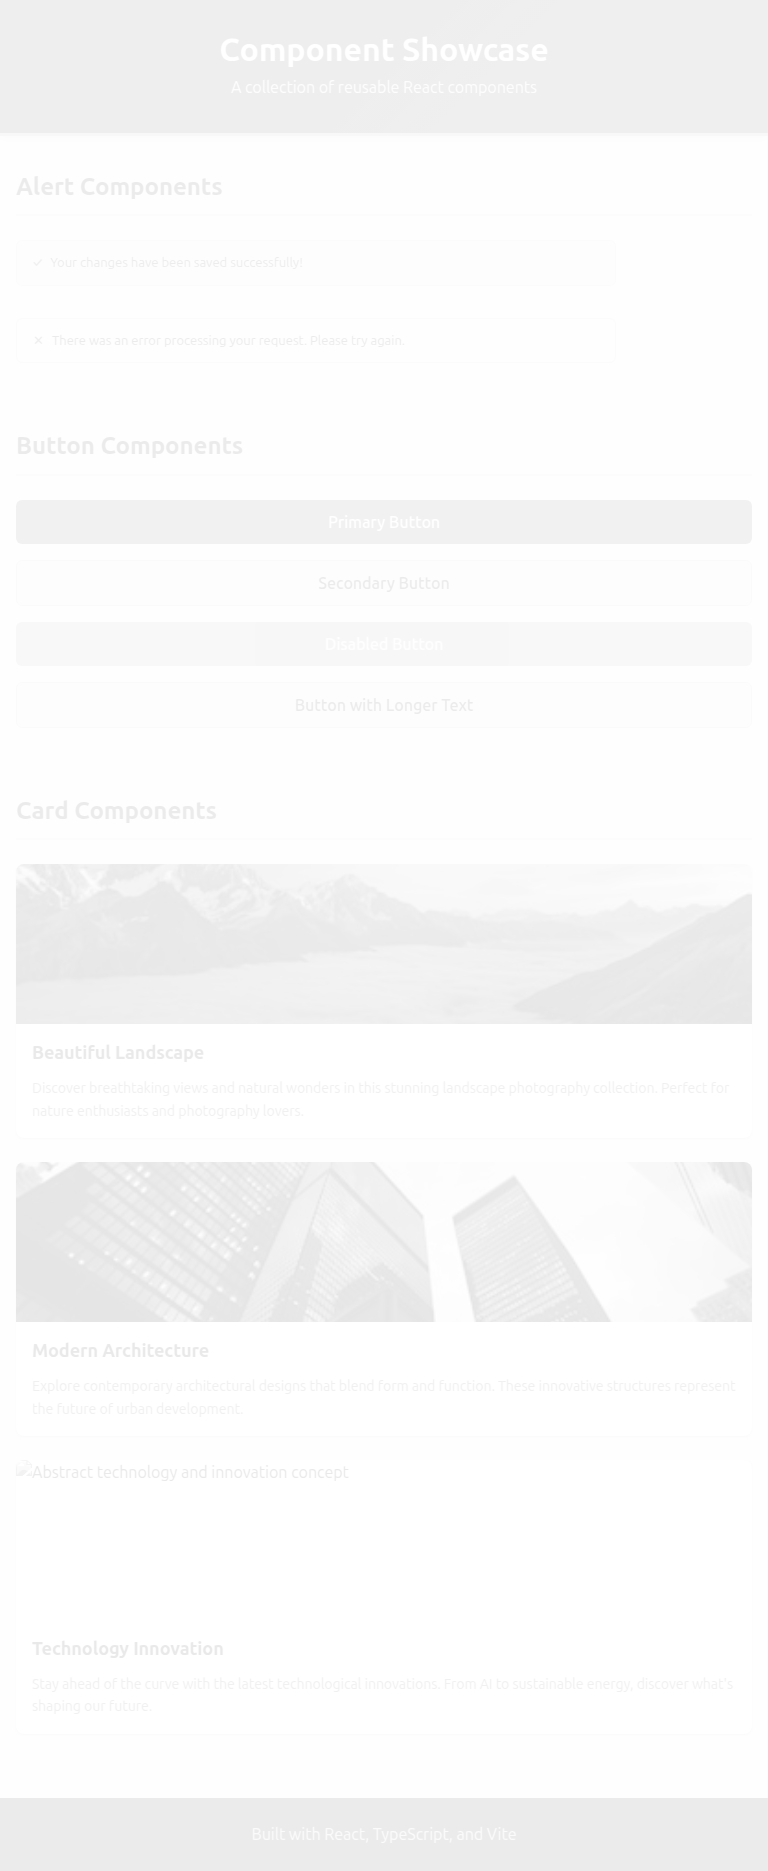 Component Showcase
A collection of reusable React components
Alert Components
✓ Your changes have been saved successfully!
✕ There was an error processing your request. Please try again.
Button Components
Primary Button
Secondary Button
Disabled Button
Button with Longer Text
Card Components
Beautiful Landscape
Discover breathtaking views and natural wonders in this stunning landscape photography collection. Perfect for
nature enthusiasts and photography lovers.
Modern Architecture
Explore contemporary architectural designs that blend form and function. These innovative structures represent
the future of urban development.
Abstract technology and innovation concept
Technology Innovation
Stay ahead of the curve with the latest technological innovations. From AI to sustainable energy, discover what's
shaping our future.
Built with React, TypeScript, and Vite